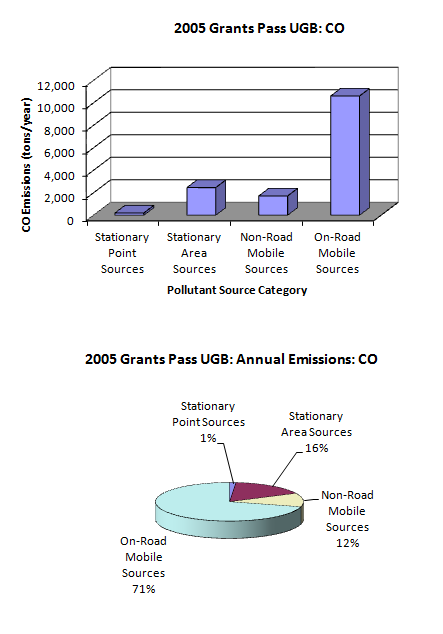 2005 Grants Pass UGB: CO
CO Emissions (tons/year)
12,000
10,000
8,000
6,000
4,000
2,000
0
Stationary
Point
Sources
Stationary
Area
Sources
Non-Road
Mobile
Sources
On-Road
Mobile
Sources
Pollutant Source Category
2005 Grants Pass UGB: Annual Emissions: CO
Stationary
Point Sources
1%
Stationary
Area Sources
16%
Non-Road
Mobile
Sources
12%
On-Road
Mobile
Sources
71%